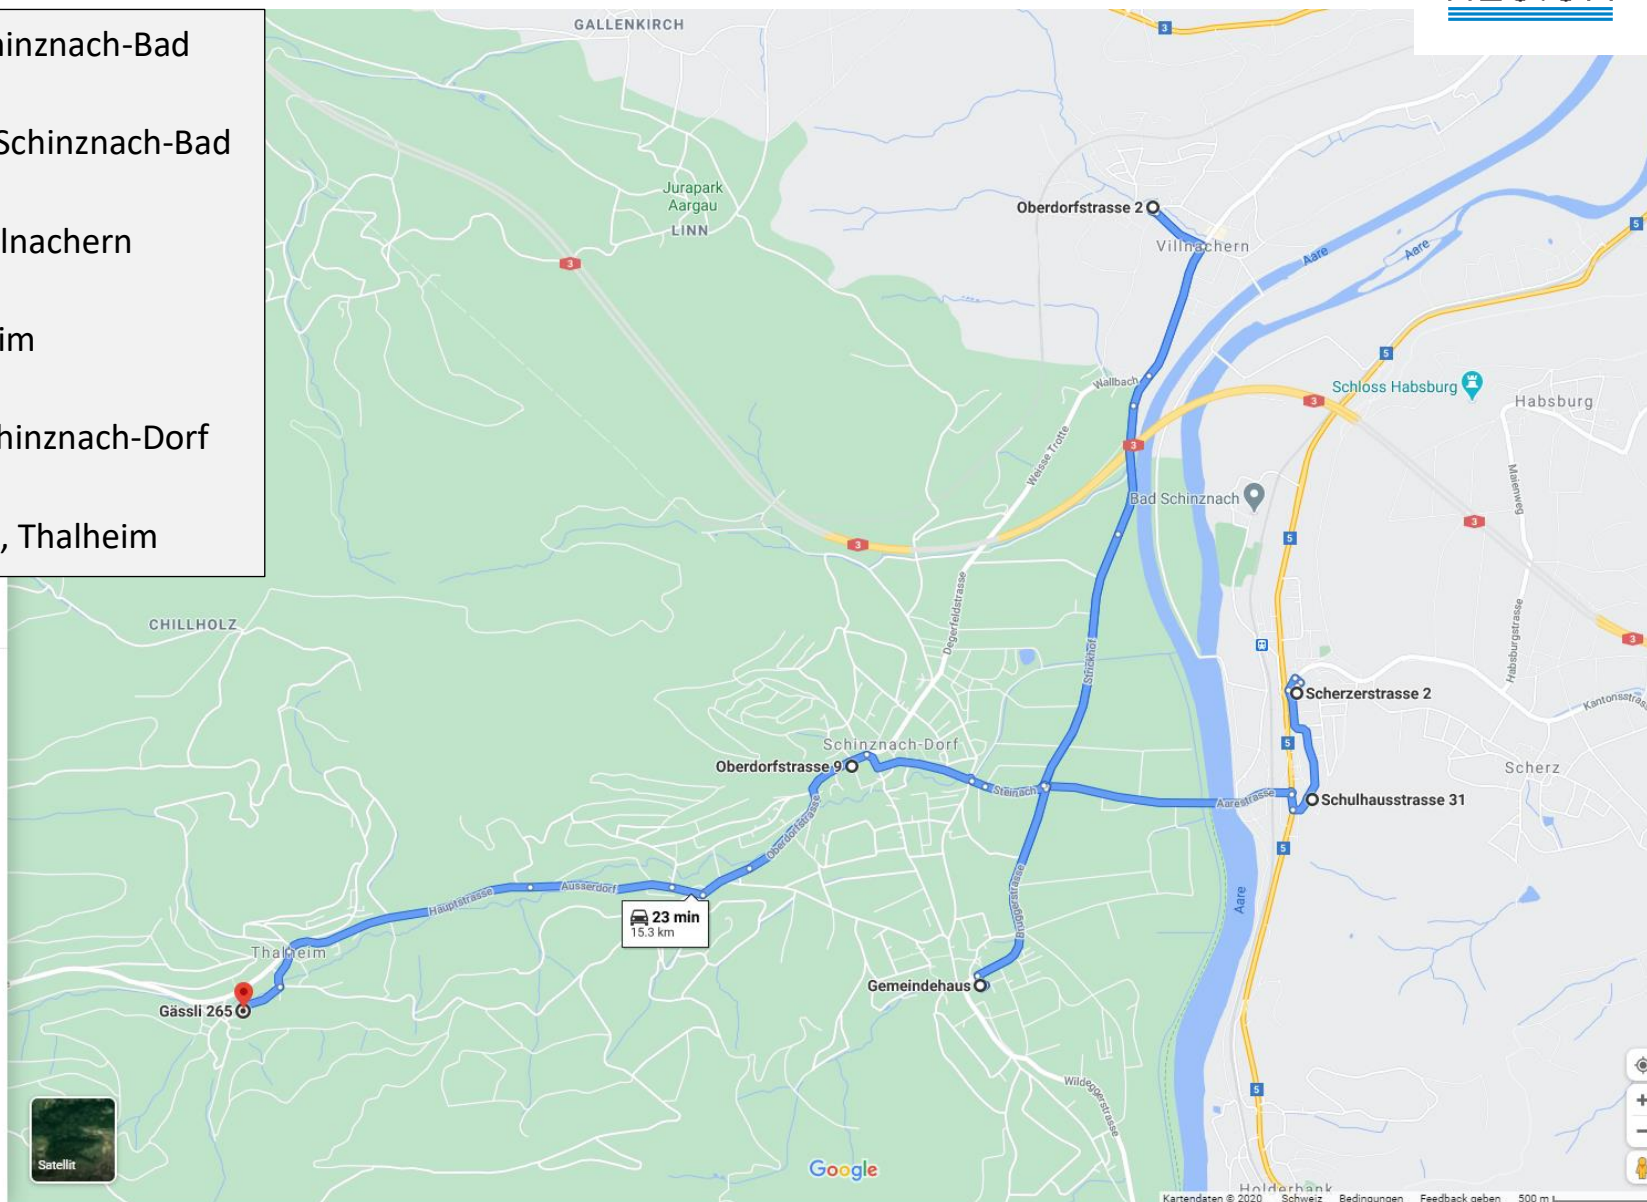 hinznach-Bad
Schinznach-Bad
lnachern
im
hinznach-Dorf
, Thalheim
GALLENKIRCH
3
Jurapark
Aargau
LINN
3
Oberdorfstrasse 2
Villnachern
Aare
Aare
5
5
Wallbach
Schloss Habsburg
Habsburg
3
3
Weisse Trotte
Maienweg
Bad Schinznach
3
3
5
Degerfeldstrasse
CHILLHOLZ
Strickhof
Habsburgstrasse
3
Scherzerstrasse 2
Kantonsstras
5
Schinznach-Dorf
Oberdorfstrasse 9
Scherz
Steinach
Aarestrasse
Schulhausstrasse 31
Oberdorfstrasse
5
Ausserdorf
Hauptstrasse
23 min
15.3 km
Bruggerstrasse
Aare
Thalheim
Gemeindehaus
Gässli 265
Wildeggerstrasse
5
Satellit
Google
Holderbank
Kartendaten © 2020 Schweiz Bedingungen Feedback geben 500 m